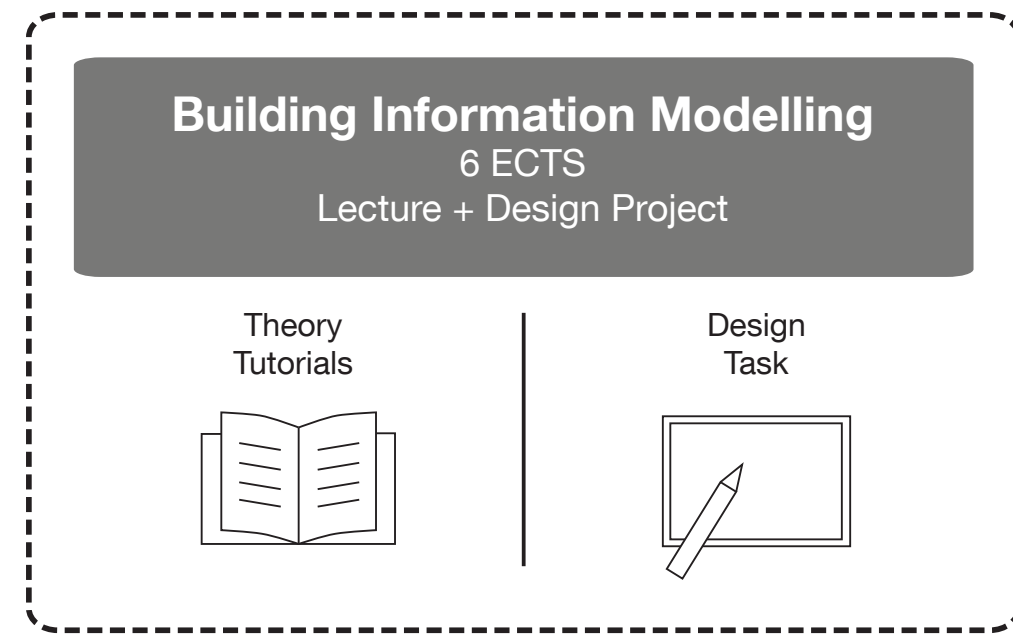 Building Information Modelling
6 ECTS
Lecture + Design Project
Theory
Tutorials
Design
Task